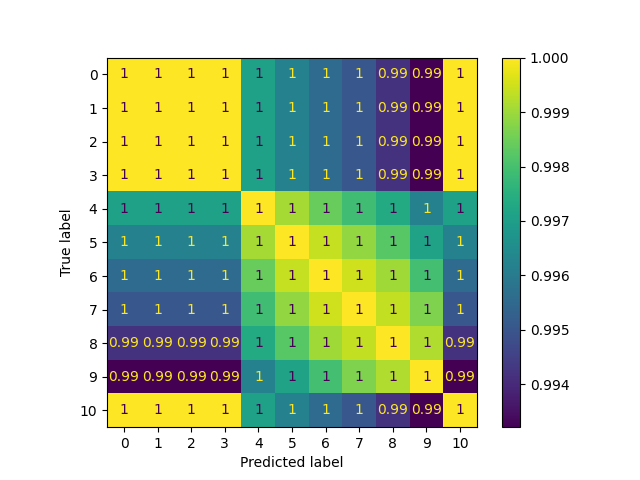 0 1 1 1 1 1 1 1 1 0.99 0.99 1 1.000
1 1 1 1 1 1 1 1 1 0.99 0.99 1 0.999
2 1 1 1 1 1 1 1 1 0.99 0.99 1 0.998
3 1 1 1 1 1 1 1 1 0.99 0.99 1
4 1 1 1 1 1 1 1 1 1 1 1 0.997
True label
5 1 1 1 1 1 1 1 1 1 1 1
6 1 1 1 1 1 1 1 1 1 1 1 0.996
7 1 1 1 1 1 1 1 1 1 1 1 0.995
8 0.99 0.99 0.99 0.99 1 1 1 1 1 1 0.99
9 0.99 0.99 0.99 0.99 1 1 1 1 1 1 0.99 0.994
10 1 1 1 1 1 1 1 1 0.99 0.99 1
0 1 2 3 4 5 6 7 8 9 10
Predicted label